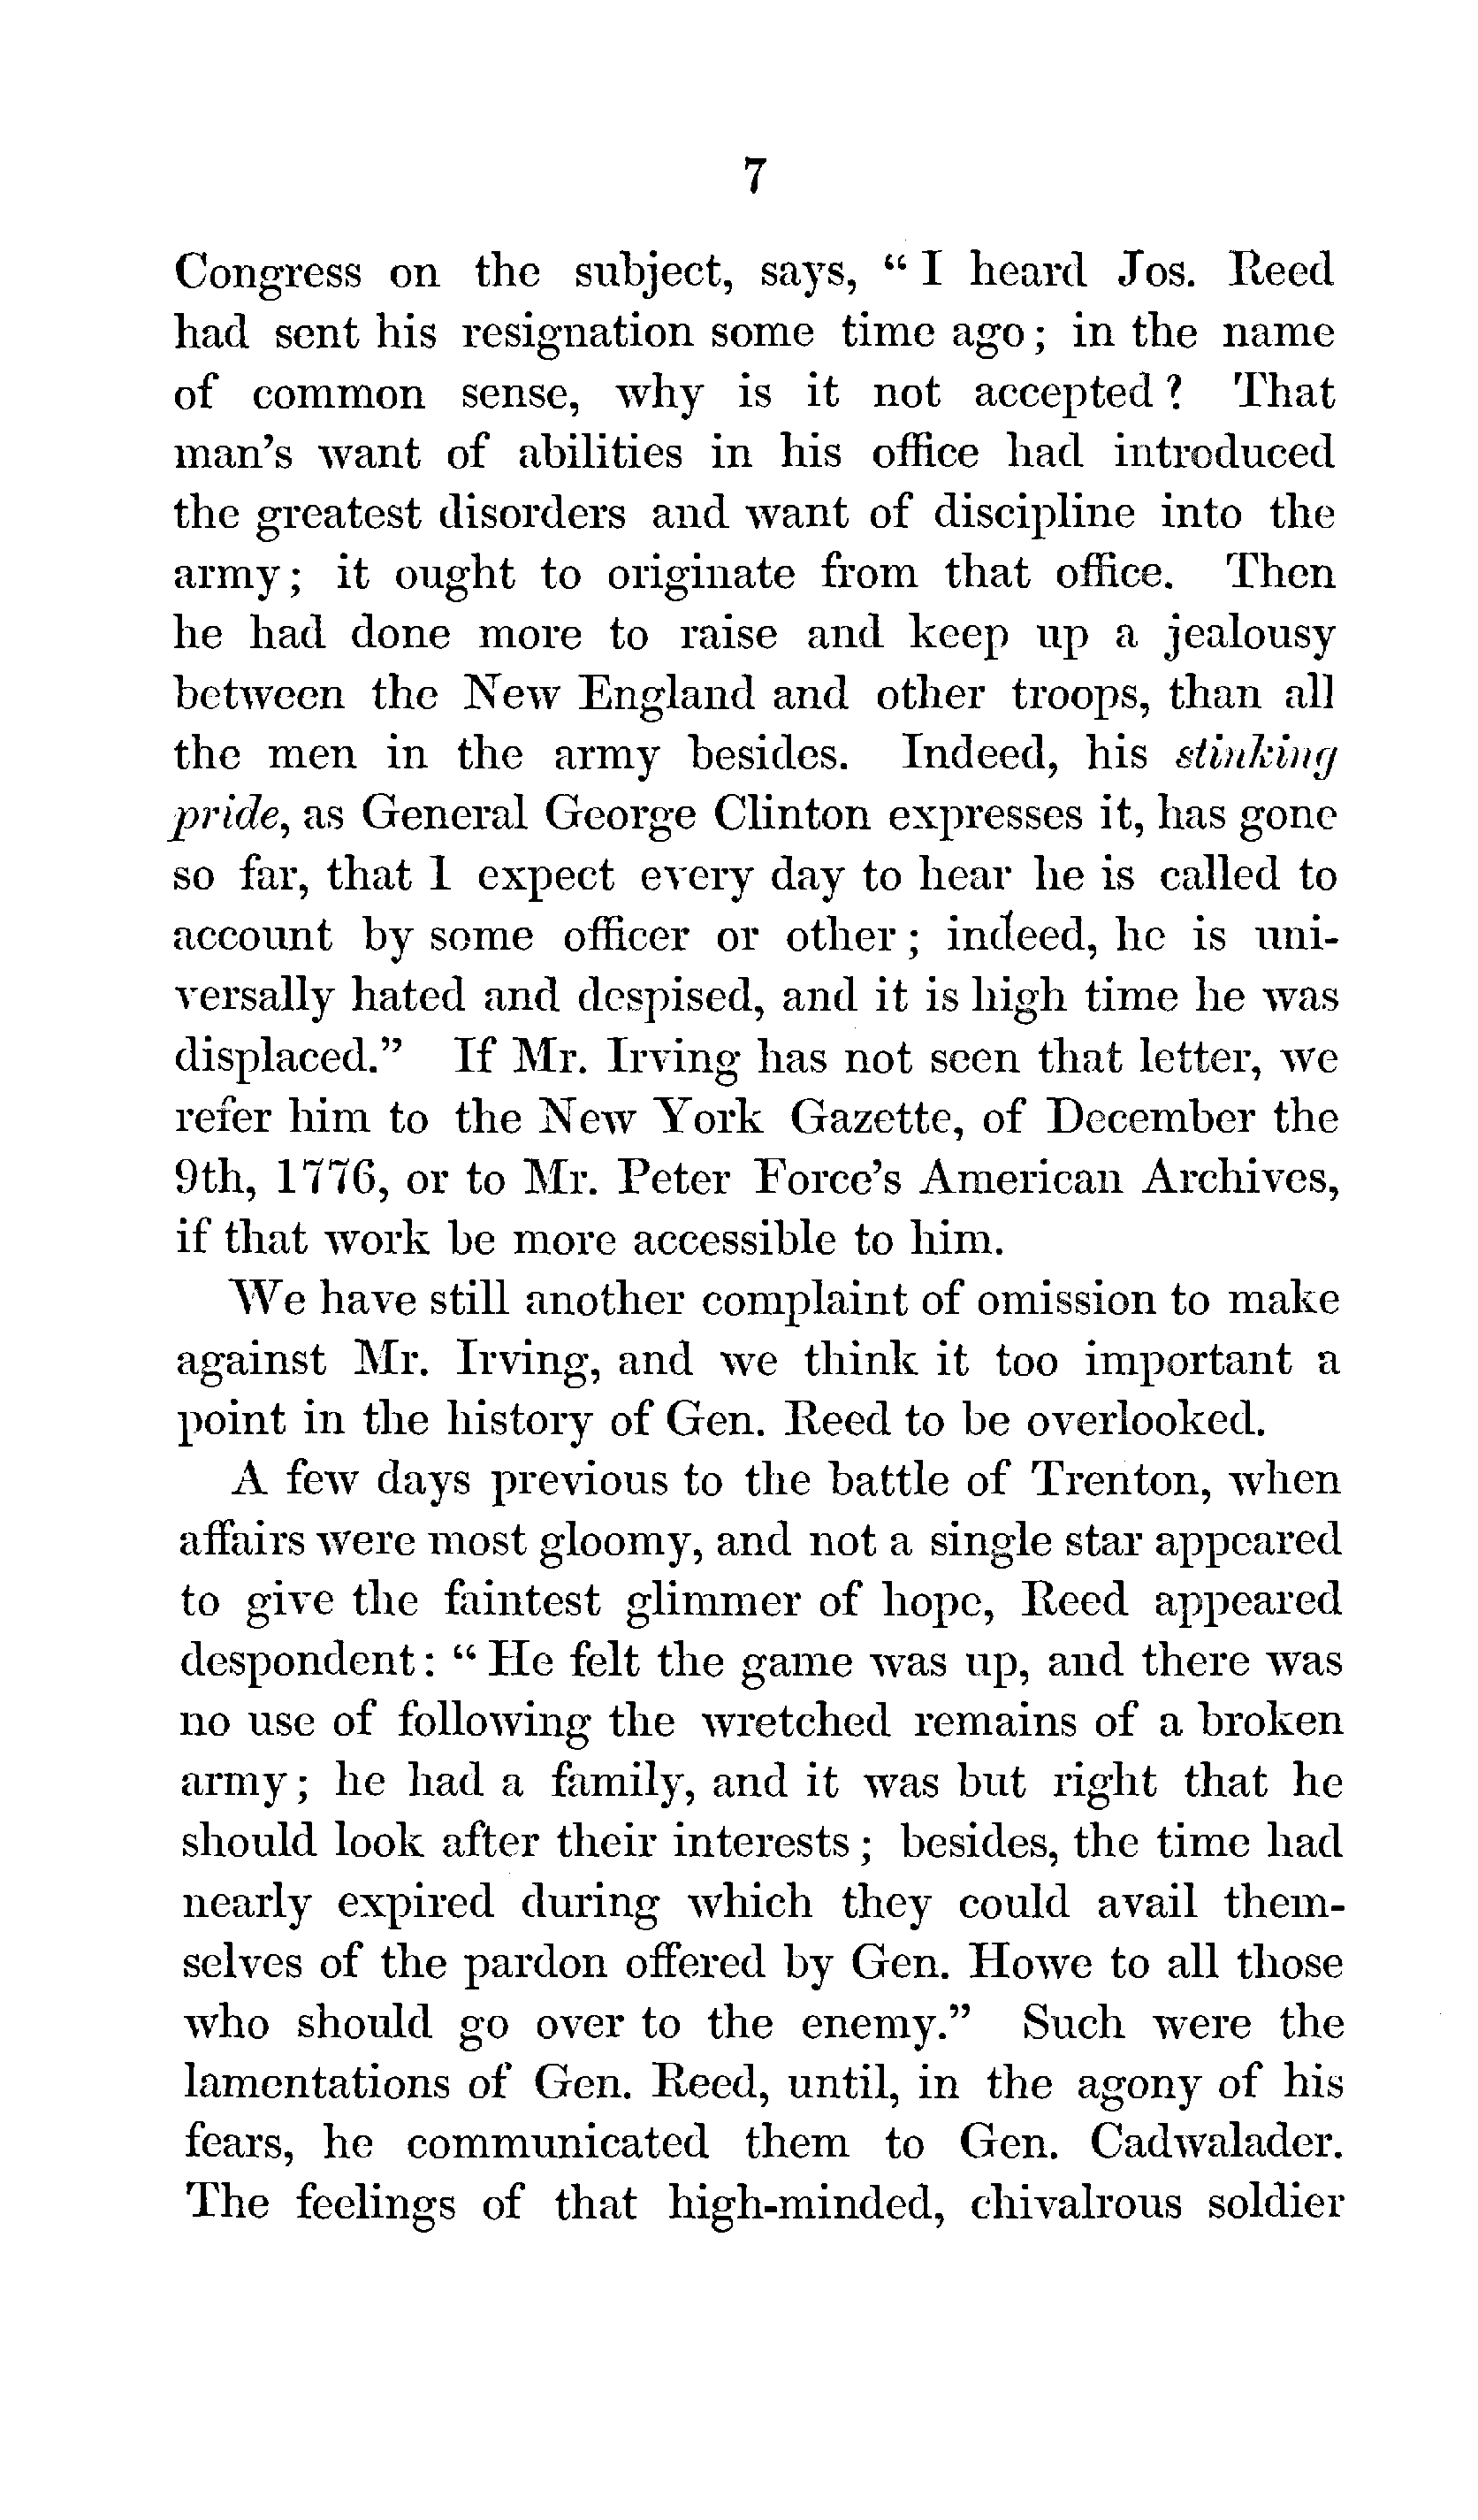 7
Congress on the subject, says, “ I heard Jos. Reed
had sent his resignation some time ago ; in the name
of common sense, why is it not accepted ? That
man’s want of abilities in his office had introduced
the greatest disorders and want of discipline into the
army ; it ought to originate from that office. Then
he had done more to raise and keep up a jealousy
between the New England and other troops, than all
the men in the army besides. Indeed, his stinking
pride, as General George Clinton expresses it, has gone
so far, that I expect every day to hear he is called to
account by some officer or other ; indeed, he is uni-
versally hated and despised, and it is high time he was
displaced.” If Mr. Irving has not seen that letter, we
refer him to the New York Gazette, of December the
9th, 1776, or to Mr. Peter Force’s American Archives,
if that work be more accessible to him.
We have still another complaint of omission to make
against Mr. Irving, and we think it too important a
point in the history of Gen. Reed to be overlooked.
A few days previous to the battle of Trenton, when
affairs were most gloomy, and not a single star appeared
to give the faintest glimmer of hope, Reed appeared
despondent : “ He felt the game was up, and there was
no use of following the wretched remains of a broken
army ; he had a family, and it was but right that he
should look after their interests ; besides, the time had
nearly expired during which they could avail them-
selves of the pardon offered by Gen. Howe to all those
who should go over to the enemy.” Such were the
lamentations of Gen. Reed, until, in the agony of his
fears, he communicated them to Gen. Cadwalader.
The feelings of that high-minded, chivalrous soldier